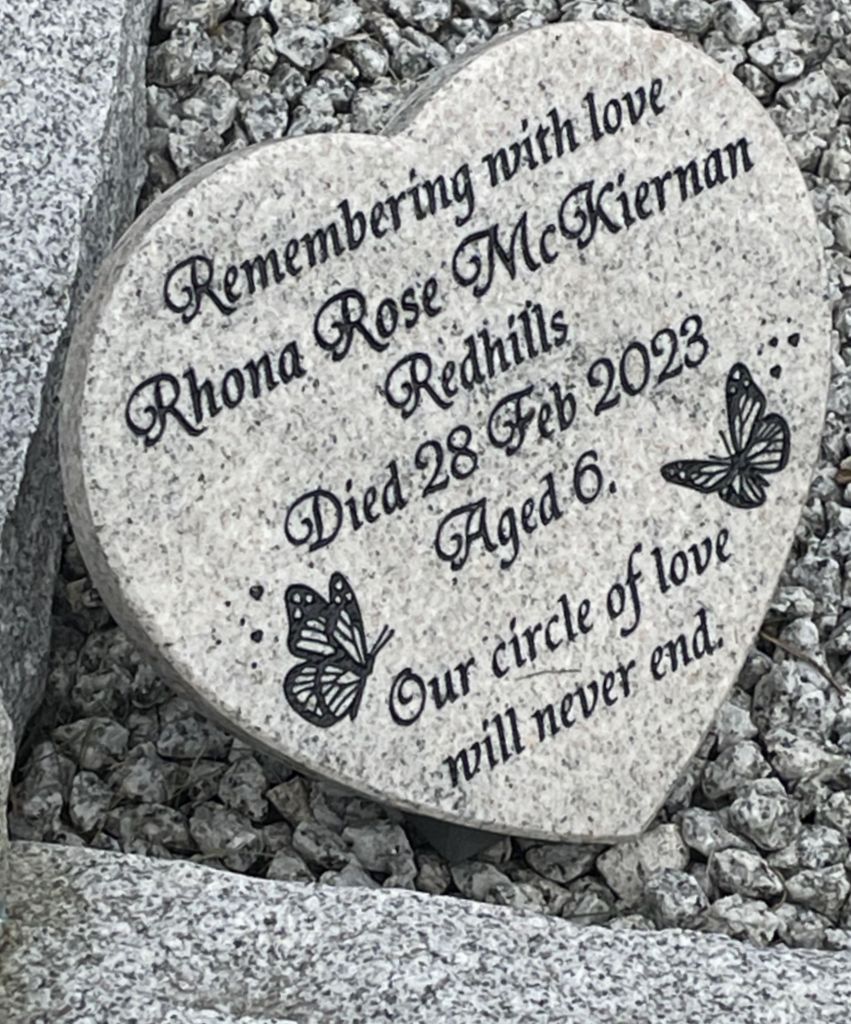 Remembering with love
Rhona Rose McKiernan
Redhills
Died 28 Feb 2023
Aged 6.
Our circle of love
will never end.